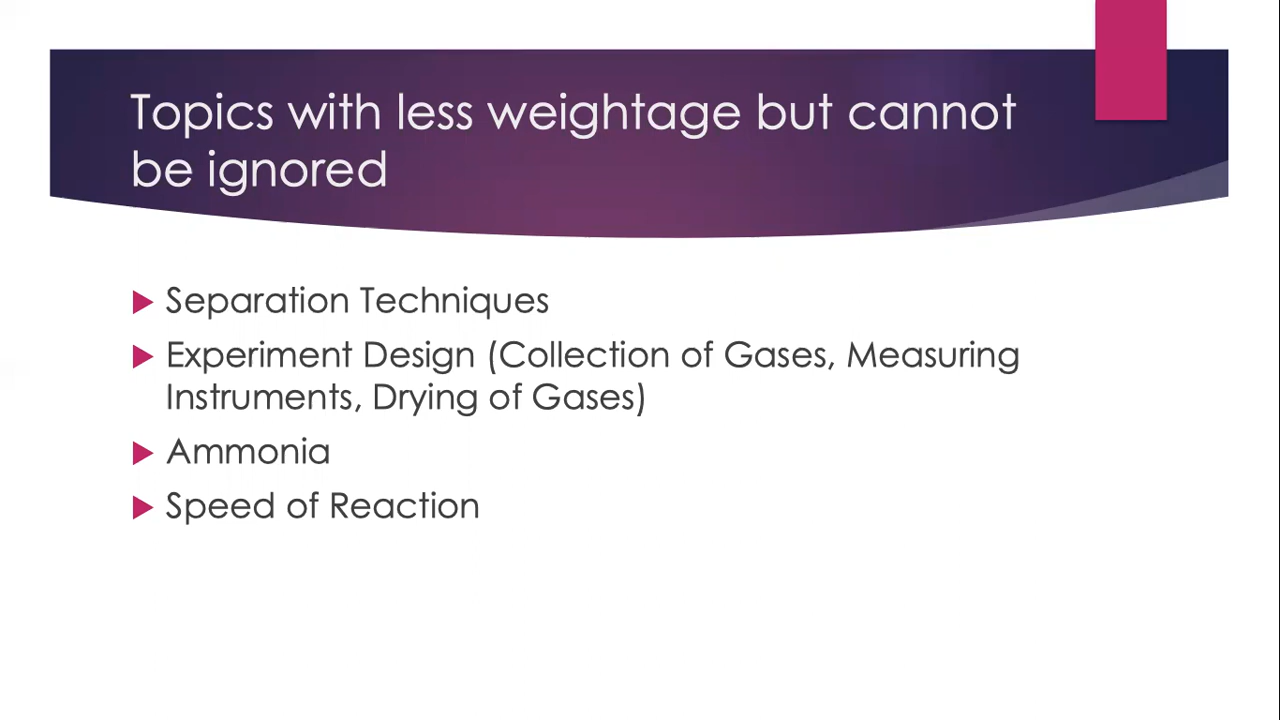 Topics with less weightage but cannot
be ignored
Separation Techniques
Experiment Design (Collection of Gases, Measuring
Instruments, Drying of Gases)
Ammonia
Speed of Reaction